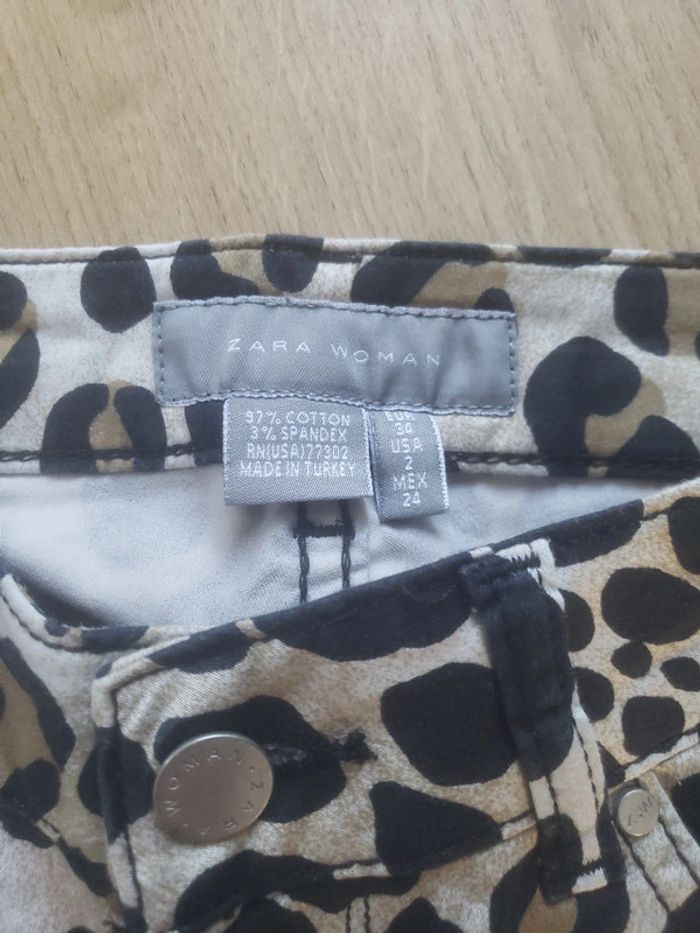 ZARA WOMAN
97% COTTON
3% SPANDEX
RN(USA)77302
MADE IN TURKEY
EUR
34
USA
2
MEX
24
WOMAN • ZARA •
ZW